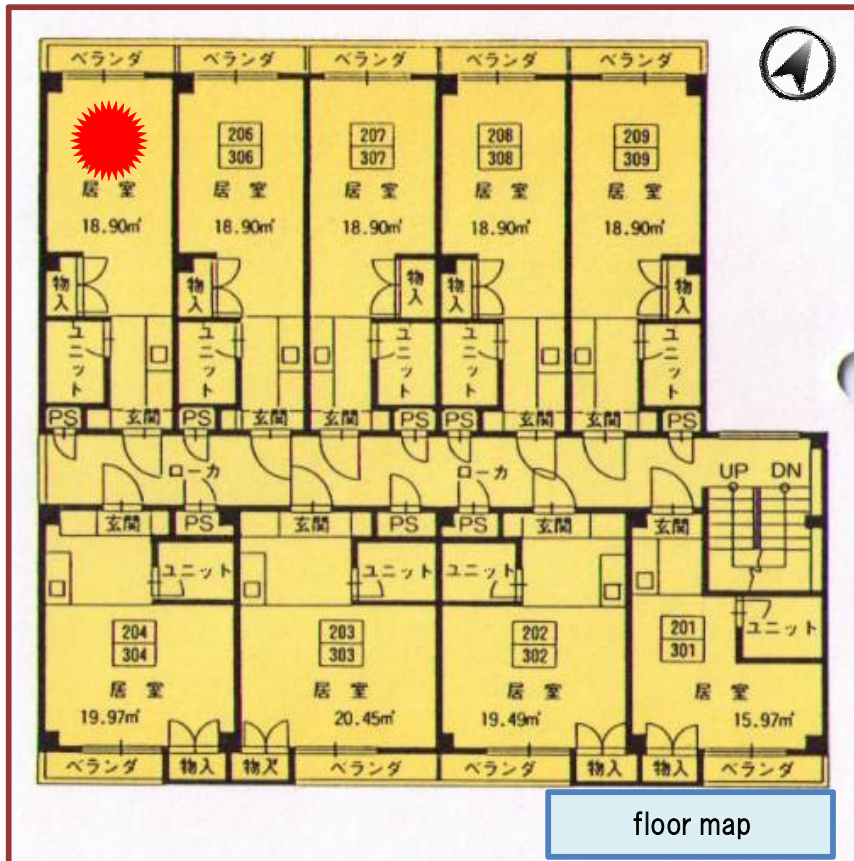 ベランダ ベランダ ベランダ ベランダ ベランダ
206 207 208 209
306 307 308 309
居室 居室 居室 居室 居室
18.90㎡ 18.90㎡ 18.90㎡ 18.90㎡ 18.90㎡
物入 物入 物入 物入 物入
ユニット ユニット ユニット ユニット ユニット
PS 玄関 PS 玄関 玄関 PS PS 玄関 玄関 PS
ローカ ローカ UP DN
玄関 PS 玄関 PS PS 玄関 玄関
ユニット ユニット ユニット ユニット
204 203 202 201
304 303 302 301
居室 居室 居室 居室
19.97㎡ 20.45㎡ 19.49㎡ 15.97㎡
ベランダ 物入 物入 ベランダ ベランダ 物入 物入 ベランダ
floor map